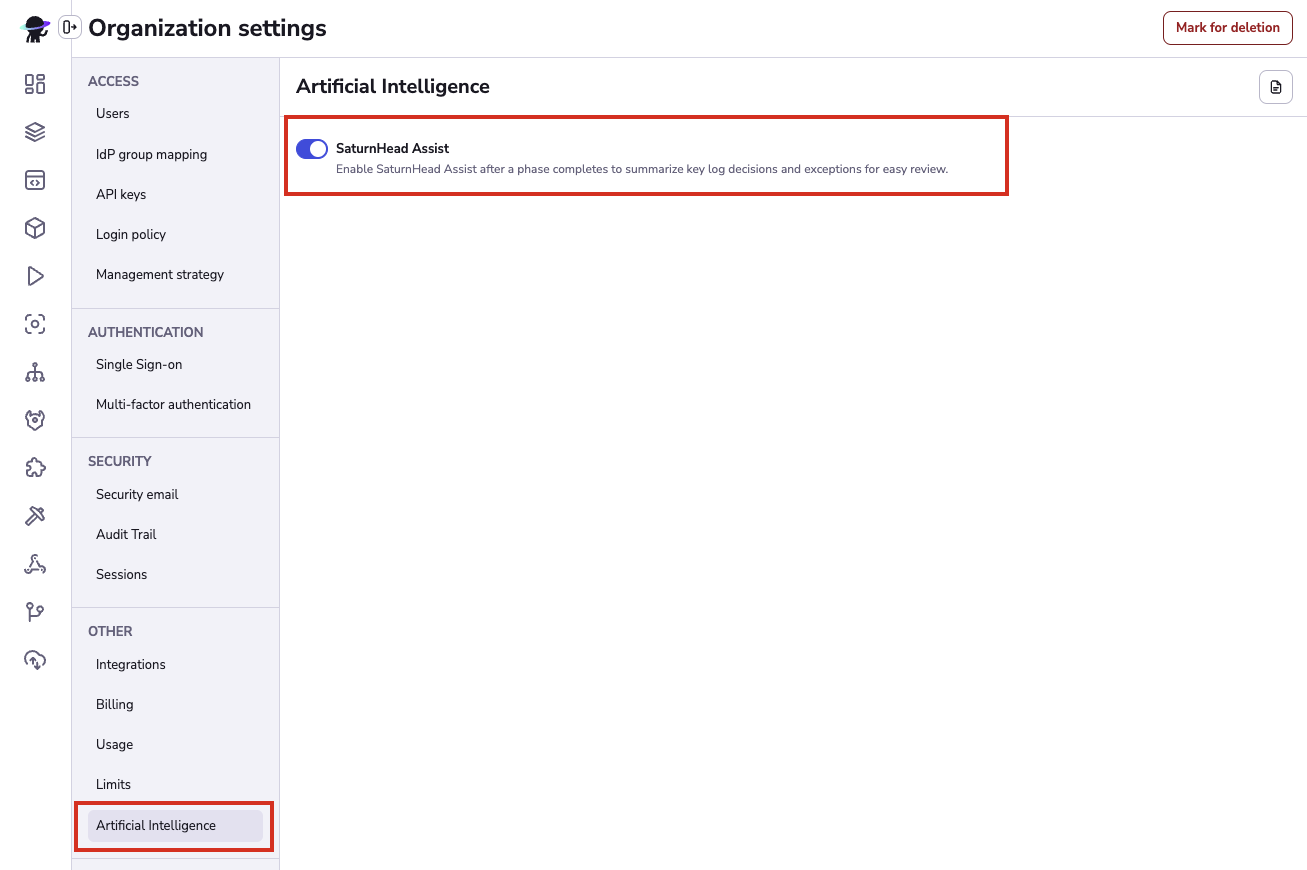 Organization settings
Mark for deletion
ACCESS
Users
IdP group mapping
API keys
Login policy
Management strategy
AUTHENTICATION
Single Sign-on
Multi-factor authentication
SECURITY
Security email
Audit Trail
Sessions
OTHER
Integrations
Billing
Usage
Limits
Artificial Intelligence
Artificial Intelligence
SaturnHead Assist
Enable SaturnHead Assist after a phase completes to summarize key log decisions and exceptions for easy review.